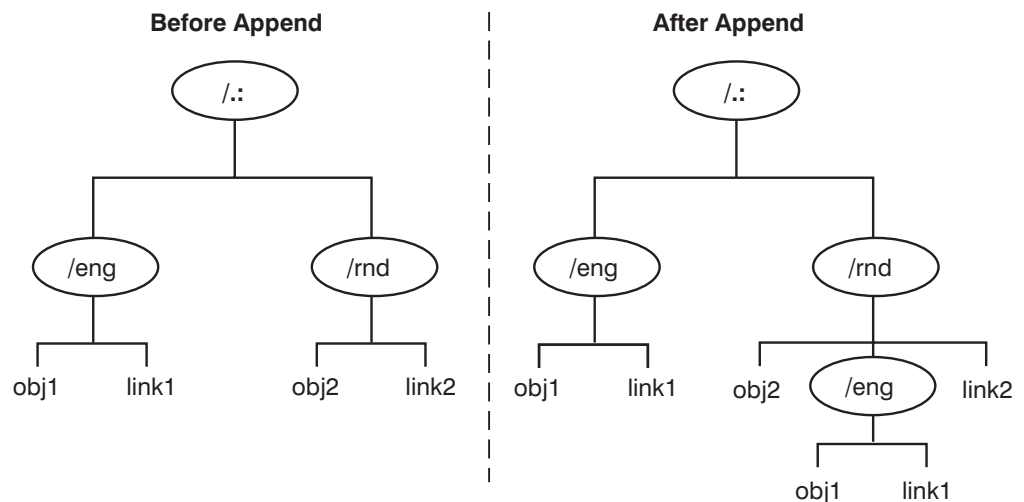 Before Append
/.:
/eng
/rnd
obj1
link1
obj2
link2
After Append
/.:
/eng
/rnd
obj1
link1
obj2
/eng
link2
obj1
link1